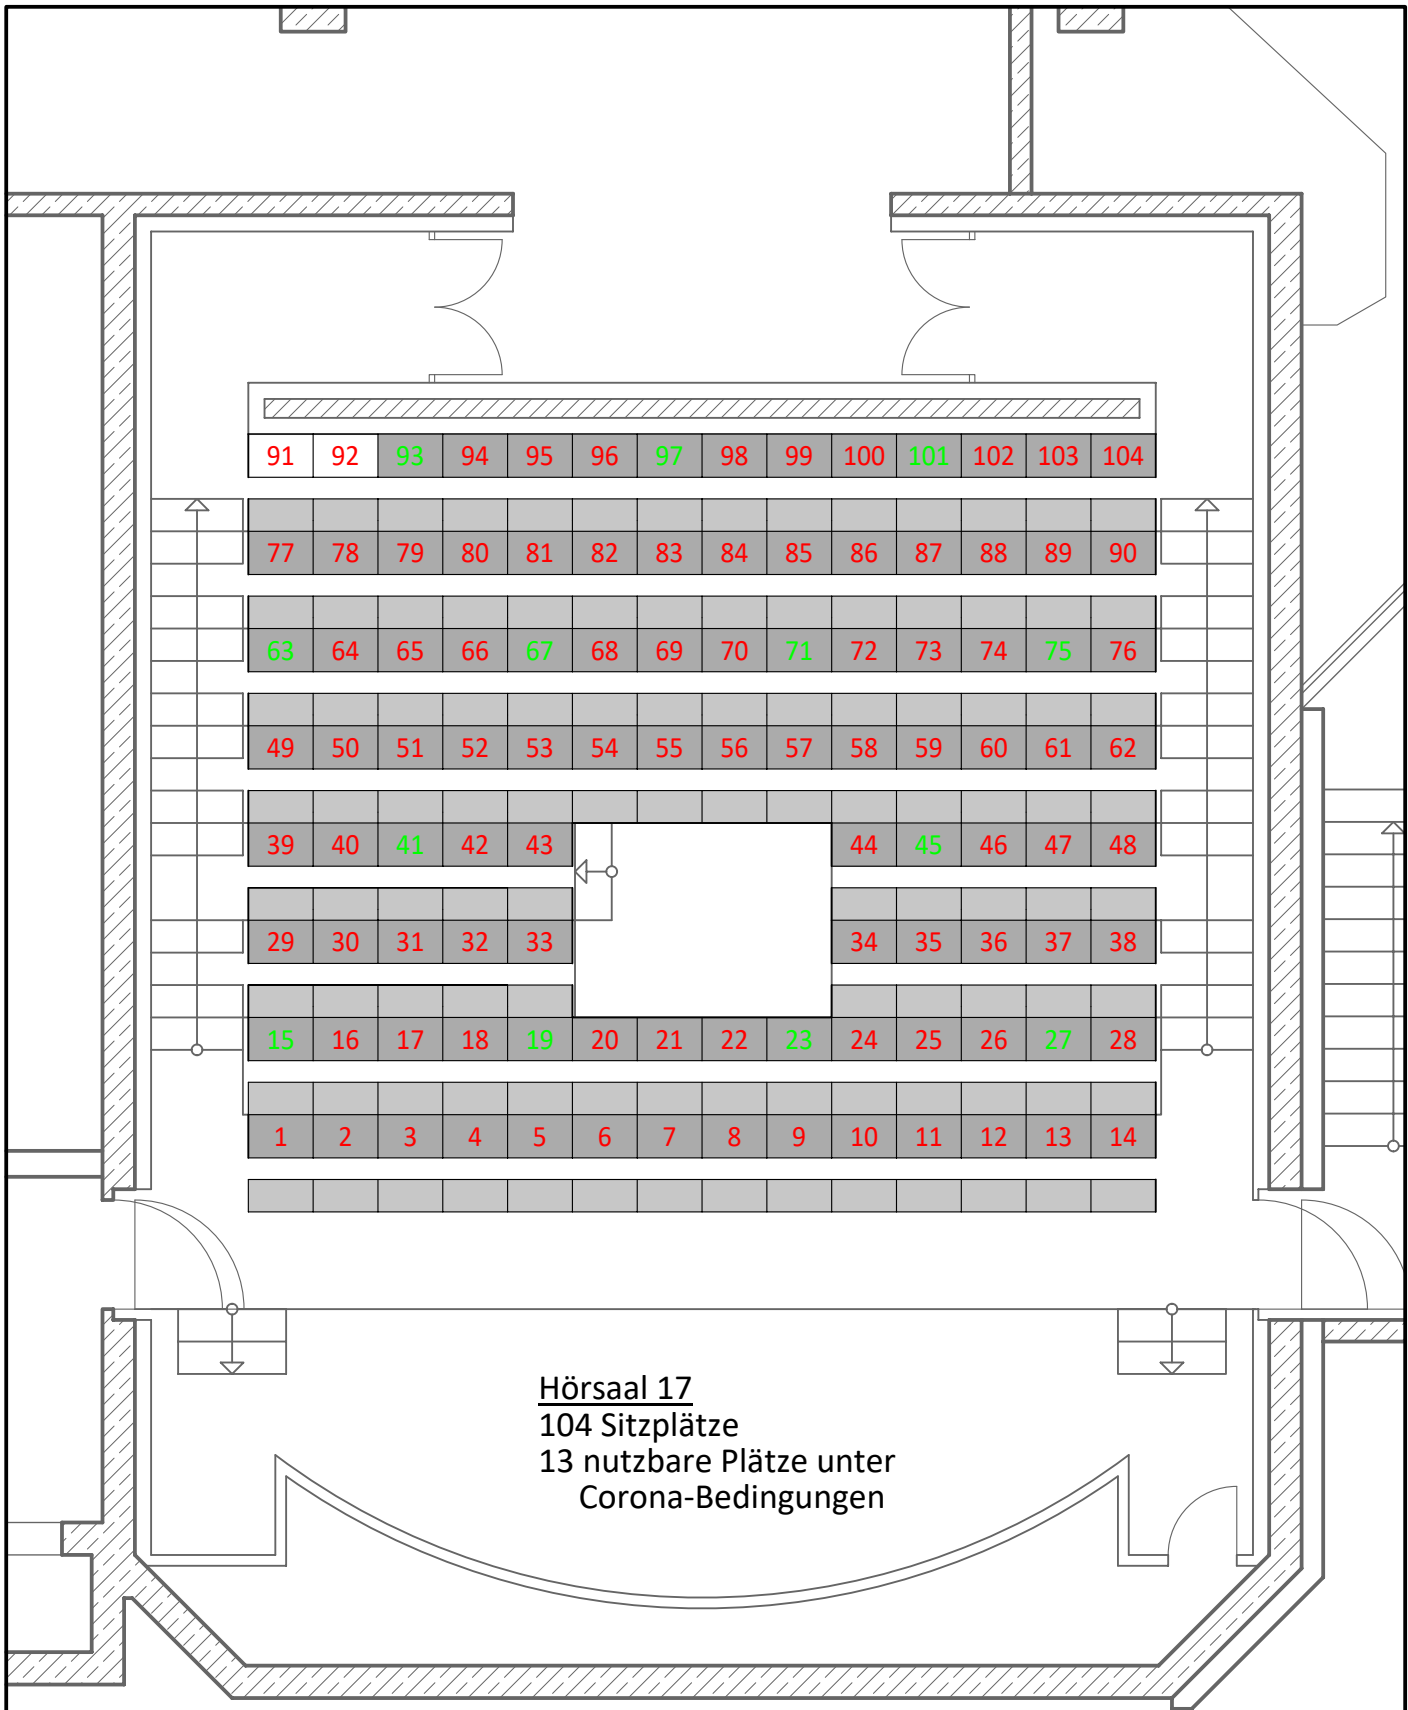 91 92 93 94 95 96 97 98 99 100 101 102 103 104
77 78 79 80 81 82 83 84 85 86 87 88 89 90
63 64 65 66 67 68 69 70 71 72 73 74 75 76
49 50 51 52 53 54 55 56 57 58 59 60 61 62
39 40 41 42 43 44 45 46 47 48
29 30 31 32 33 34 35 36 37 38
15 16 17 18 19 20 21 22 23 24 25 26 27 28
1 2 3 4 5 6 7 8 9 10 11 12 13 14
Hörsaal 17
104 Sitzplätze
13 nutzbare Plätze unter
Corona-Bedingungen